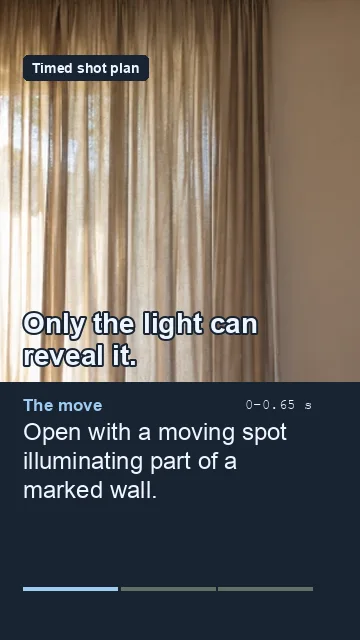 Timed shot plan
Only the light can
reveal it.
The move
0–0.65 s
Open with a moving spot
illuminating part of a
marked wall.